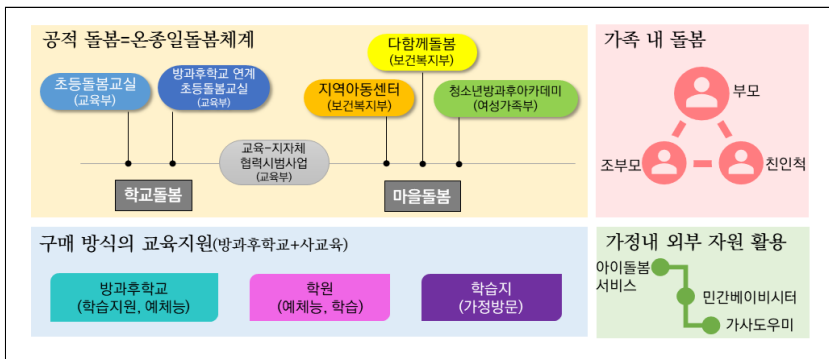 공적 돌봄=온종일돌봄체계
초등돌봄교실
(교육부)
방과후학교 연계
초등돌봄교실
(교육부)
지역아동센터
(보건복지부)
다함께돌봄
(보건복지부)
청소년방과후아카데미
(여성가족부)
교육-지자체
협력시범사업
(교육부)
학교돌봄
마을돌봄
가족 내 돌봄
부모
조부모
친인척
구매 방식의 교육지원(방과후학교+사교육)
방과후학교
(학습지원, 예체능)
학원
(예체능, 학습)
학습지
(가정방문)
가정내 외부 자원 활용
아이돌봄
서비스
민간베이비시터
가사도우미